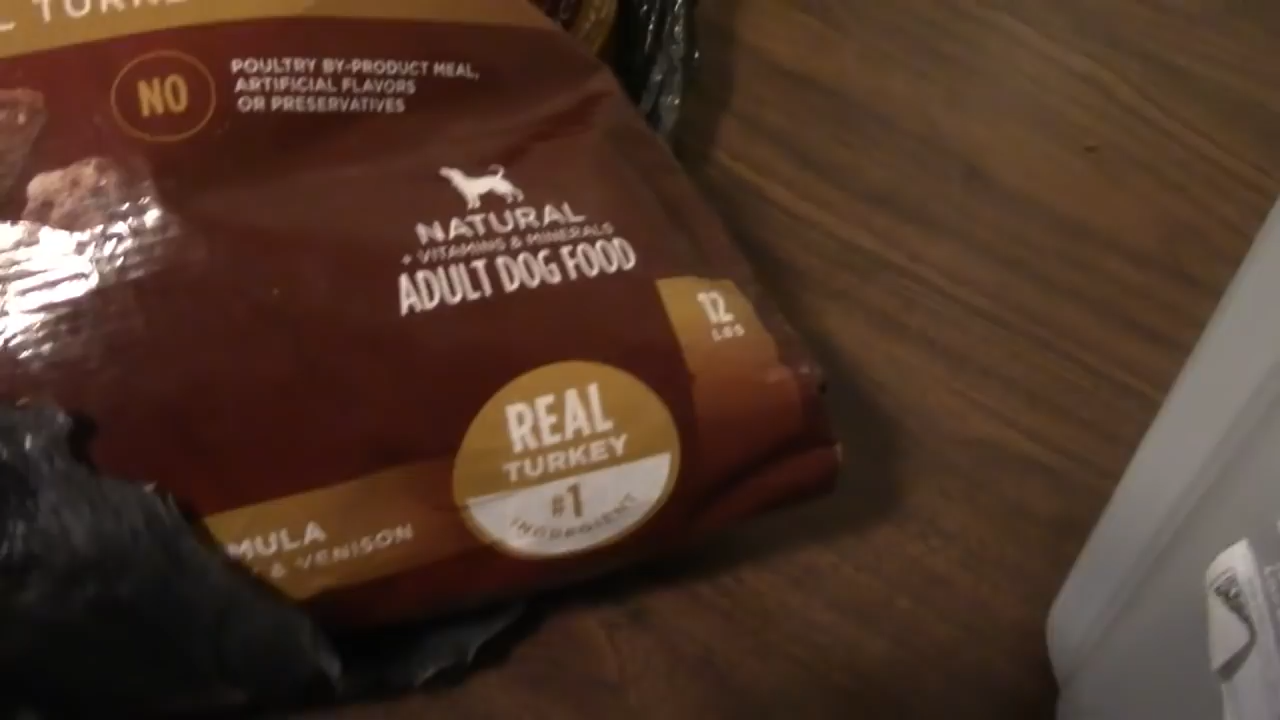 NO
POULTRY BY-PRODUCT MEAL,
ARTIFICIAL FLAVORS
OR PRESERVATIVES
NATURAL
+ VITAMINS & MINERALS
ADULT DOG FOOD
12
LBS
REAL
TURKEY
#1
INGREDIENT
& VENISON